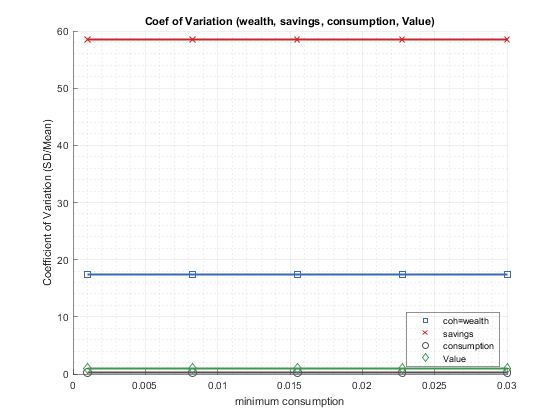 Coef of Variation (wealth, savings, consumption, Value)
Coefficient of Variation (SD/Mean)
60
50
40
30
20
10
0
0
0.005
0.01
0.015
0.02
0.025
0.03
minimum consumption
coh=wealth
savings
consumption
Value